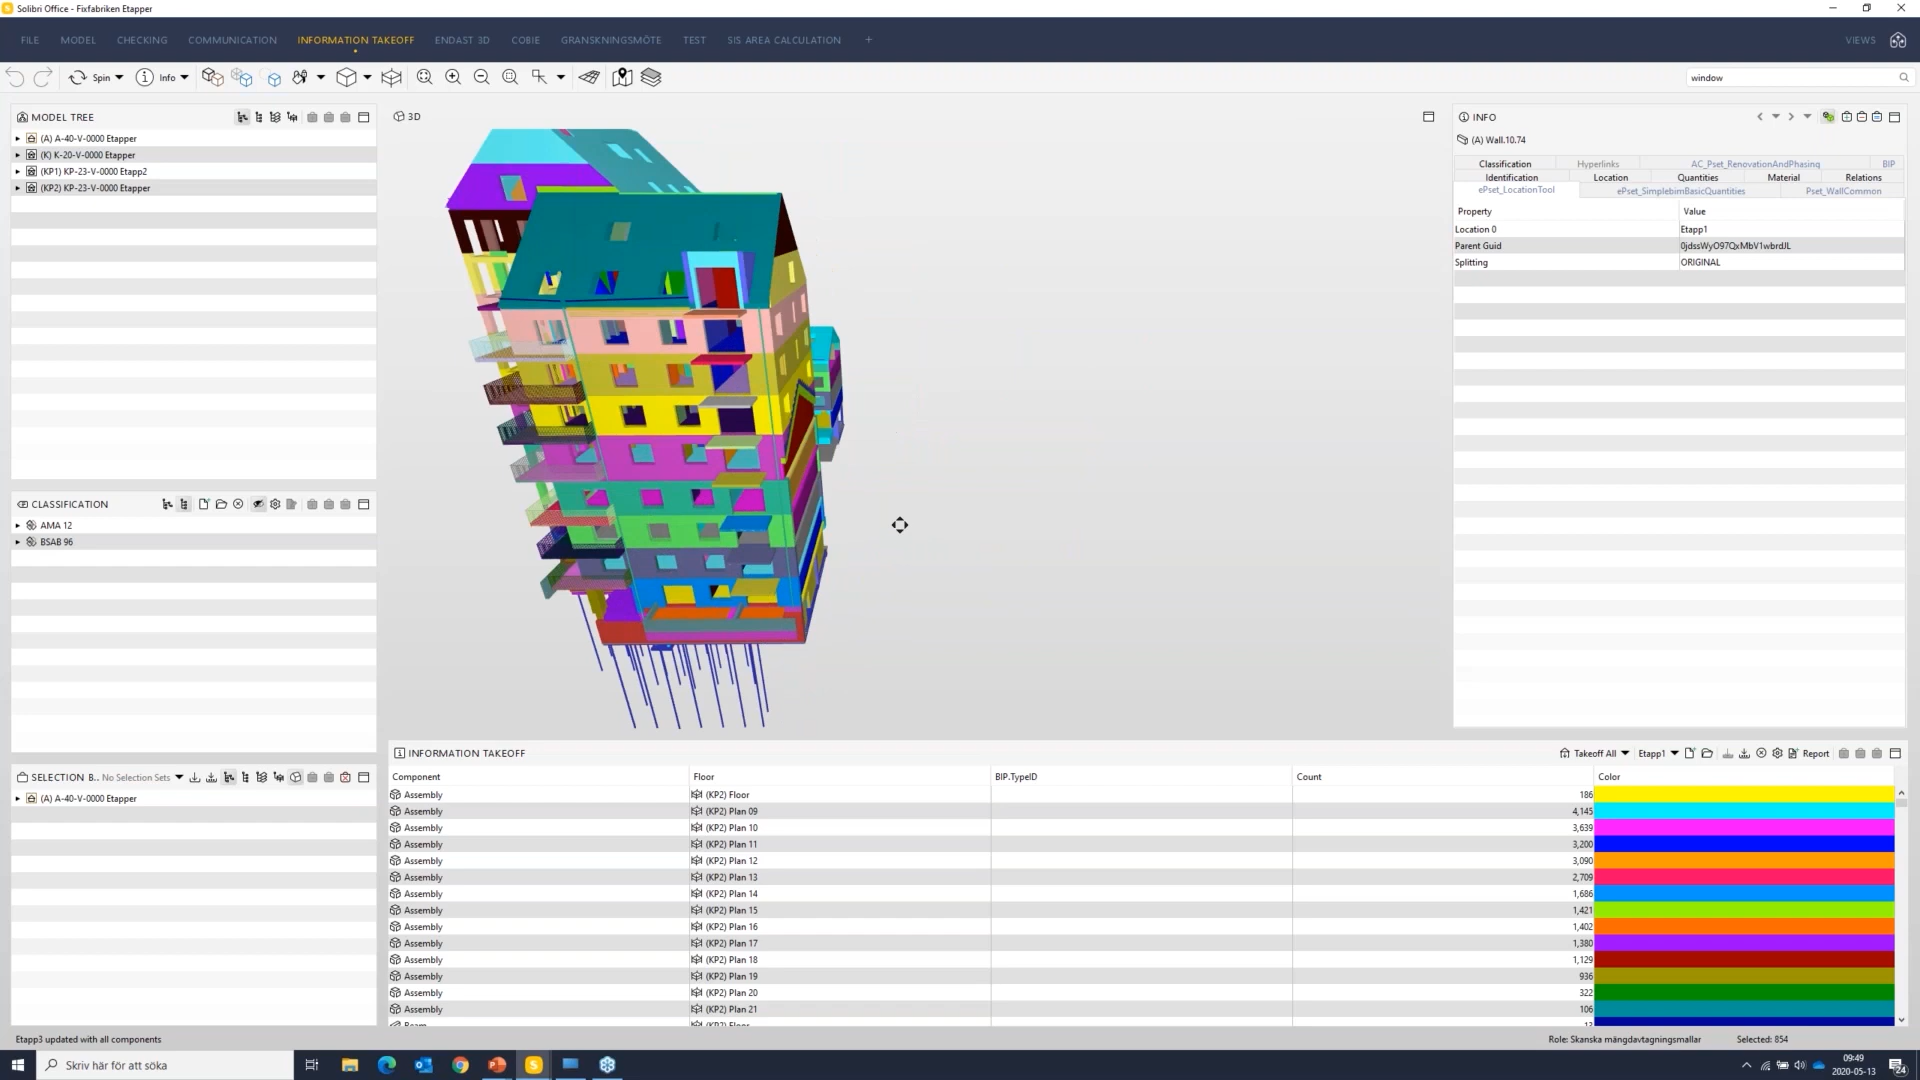 Solibri Office - Fixfabriken Etapper
FILE MODEL CHECKING COMMUNICATION INFORMATION TAKEOFF ENDAST 3D COBIE GRANSKNINGSMÖTE TEST SIS AREA CALCULATION + VIEWS
Spin Info window
MODEL TREE
(A) A-40-V-0000 Etapper
(K) K-20-V-0000 Etapper
(KP1) KP-23-V-0000 Etapp2
(KP2) KP-23-V-0000 Etapper
CLASSIFICATION
AMA 12
BSAB 96
SELECTION B.. No Selection Sets
(A) A-40-V-0000 Etapper
3D
INFO
(A) Wall.10.74
Classification Hyperlinks AC_Pset_RenovationAndPhasing BIP
Identification Location Quantities Material Relations
ePset_LocationTool ePset_SimplebimBasicQuantities Pset_WallCommon
Property Value
Location 0 Etapp1
Parent Guid 0jdssWyO97QxMbV1wbrdJL
Splitting ORIGINAL
INFORMATION TAKEOFF Takeoff All Etapp1 Report
Component Floor BIP.TypeID Count Color
Assembly (KP2) Floor 186
Assembly (KP2) Plan 09 4,145
Assembly (KP2) Plan 10 3,639
Assembly (KP2) Plan 11 3,200
Assembly (KP2) Plan 12 3,090
Assembly (KP2) Plan 13 2,709
Assembly (KP2) Plan 14 1,686
Assembly (KP2) Plan 15 1,421
Assembly (KP2) Plan 16 1,402
Assembly (KP2) Plan 17 1,380
Assembly (KP2) Plan 18 1,129
Assembly (KP2) Plan 19 936
Assembly (KP2) Plan 20 322
Assembly (KP2) Plan 21 106
Beam (KP2) Floor 13
Etapp3 updated with all components Role: Skanska mängdavtagningsmallar Selected: 854
Skriv här för att söka
09:49
2020-05-13
24